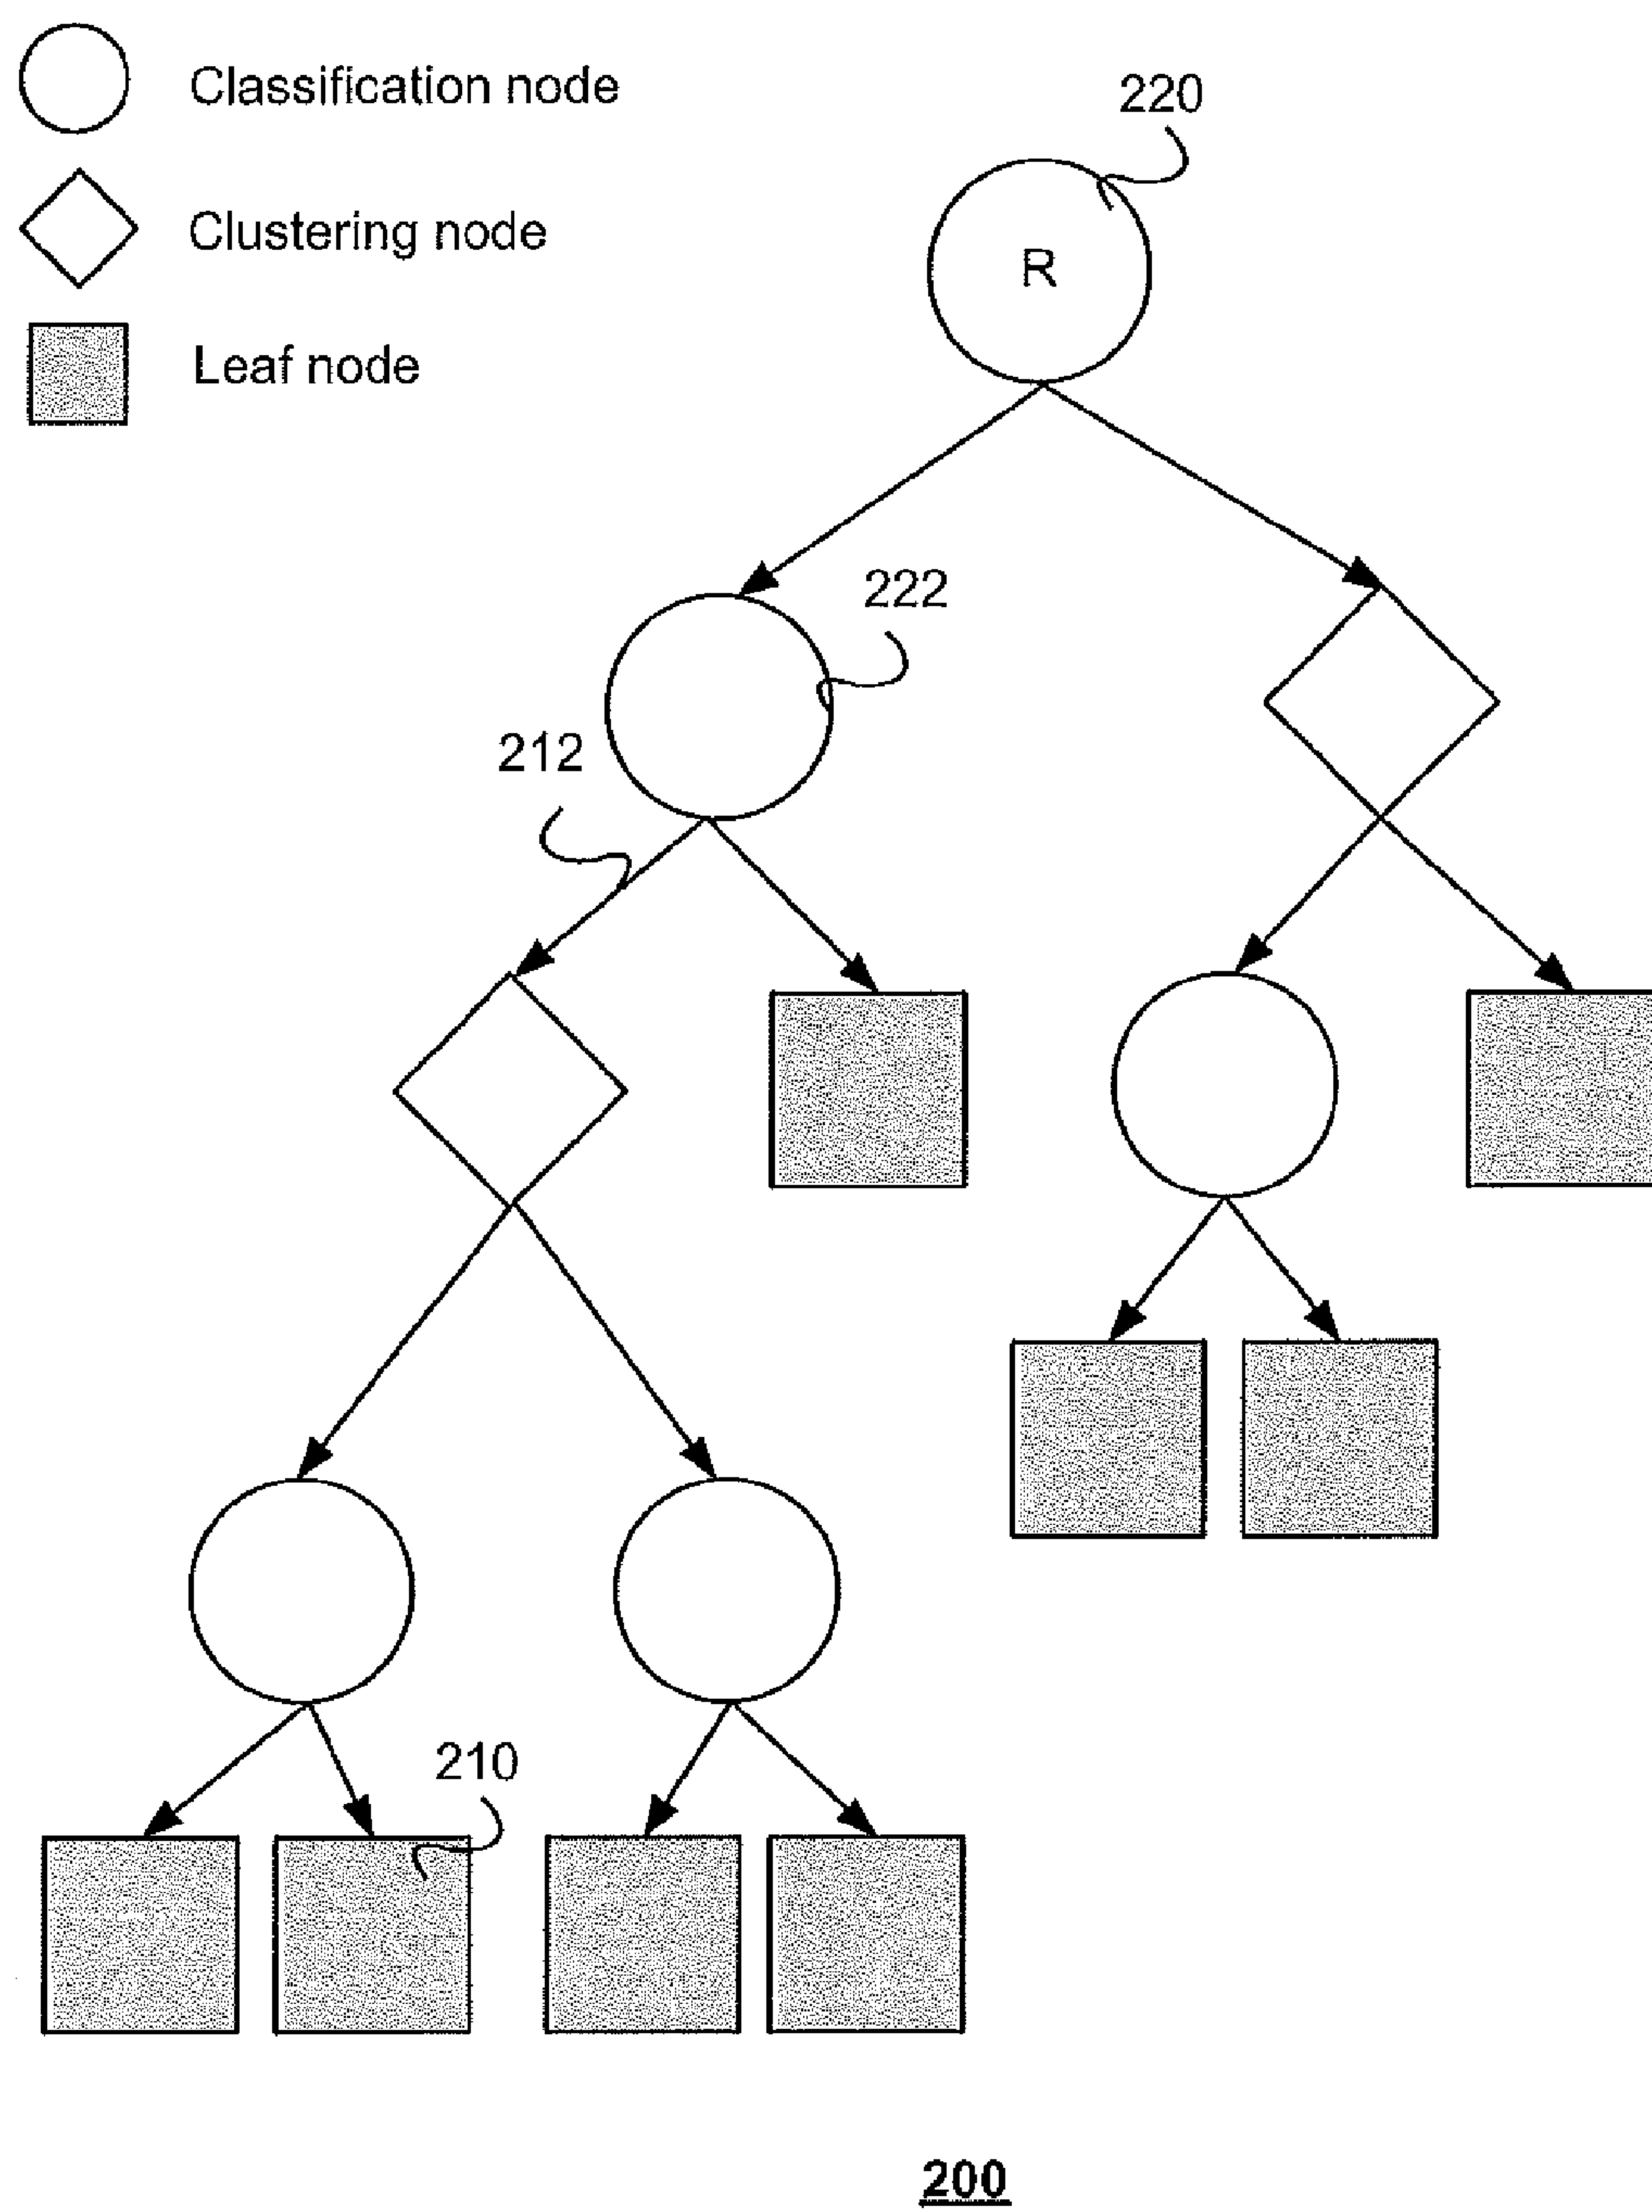 Classification node
220
Clustering node
R
Leaf node
222
212
210
200